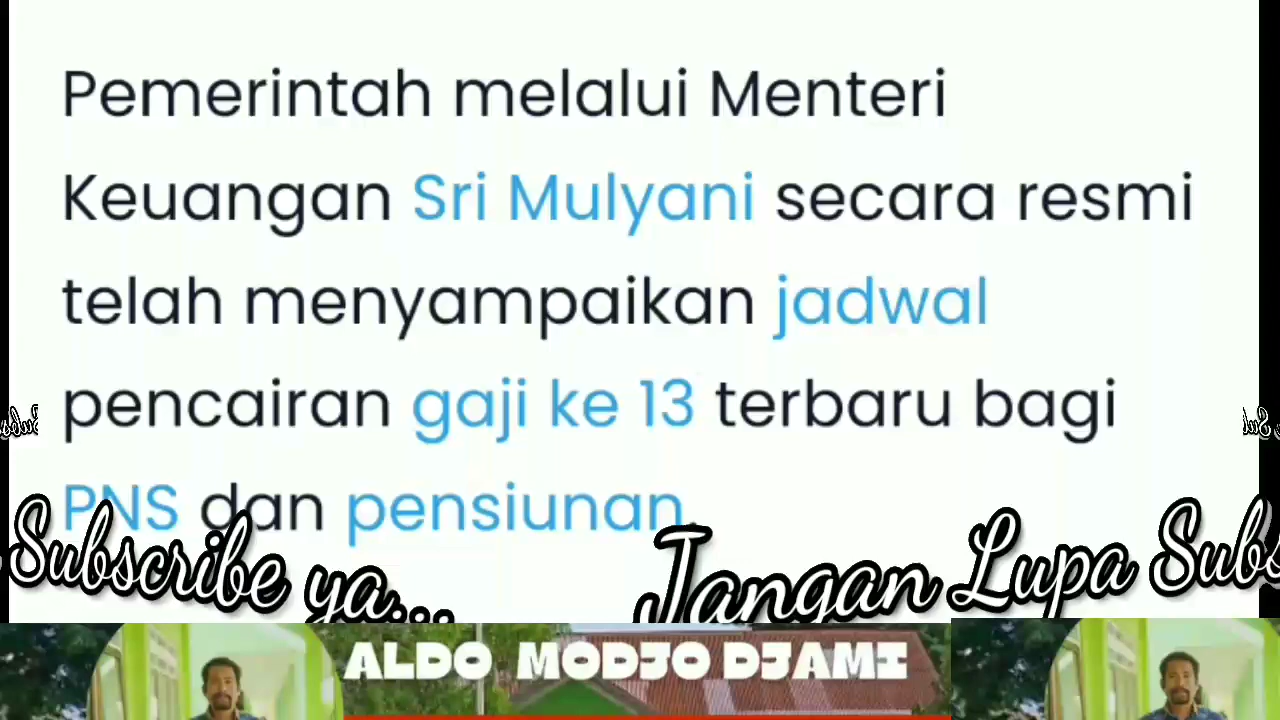 Pemerintah melalui Menteri
Keuangan Sri Mulyani secara resmi
telah menyampaikan jadwal
pencairan gaji ke 13 terbaru bagi
PNS dan pensiunan.
Subscribe ya...
Jangan Lupa Subs
ALDO MODJO DJAMI